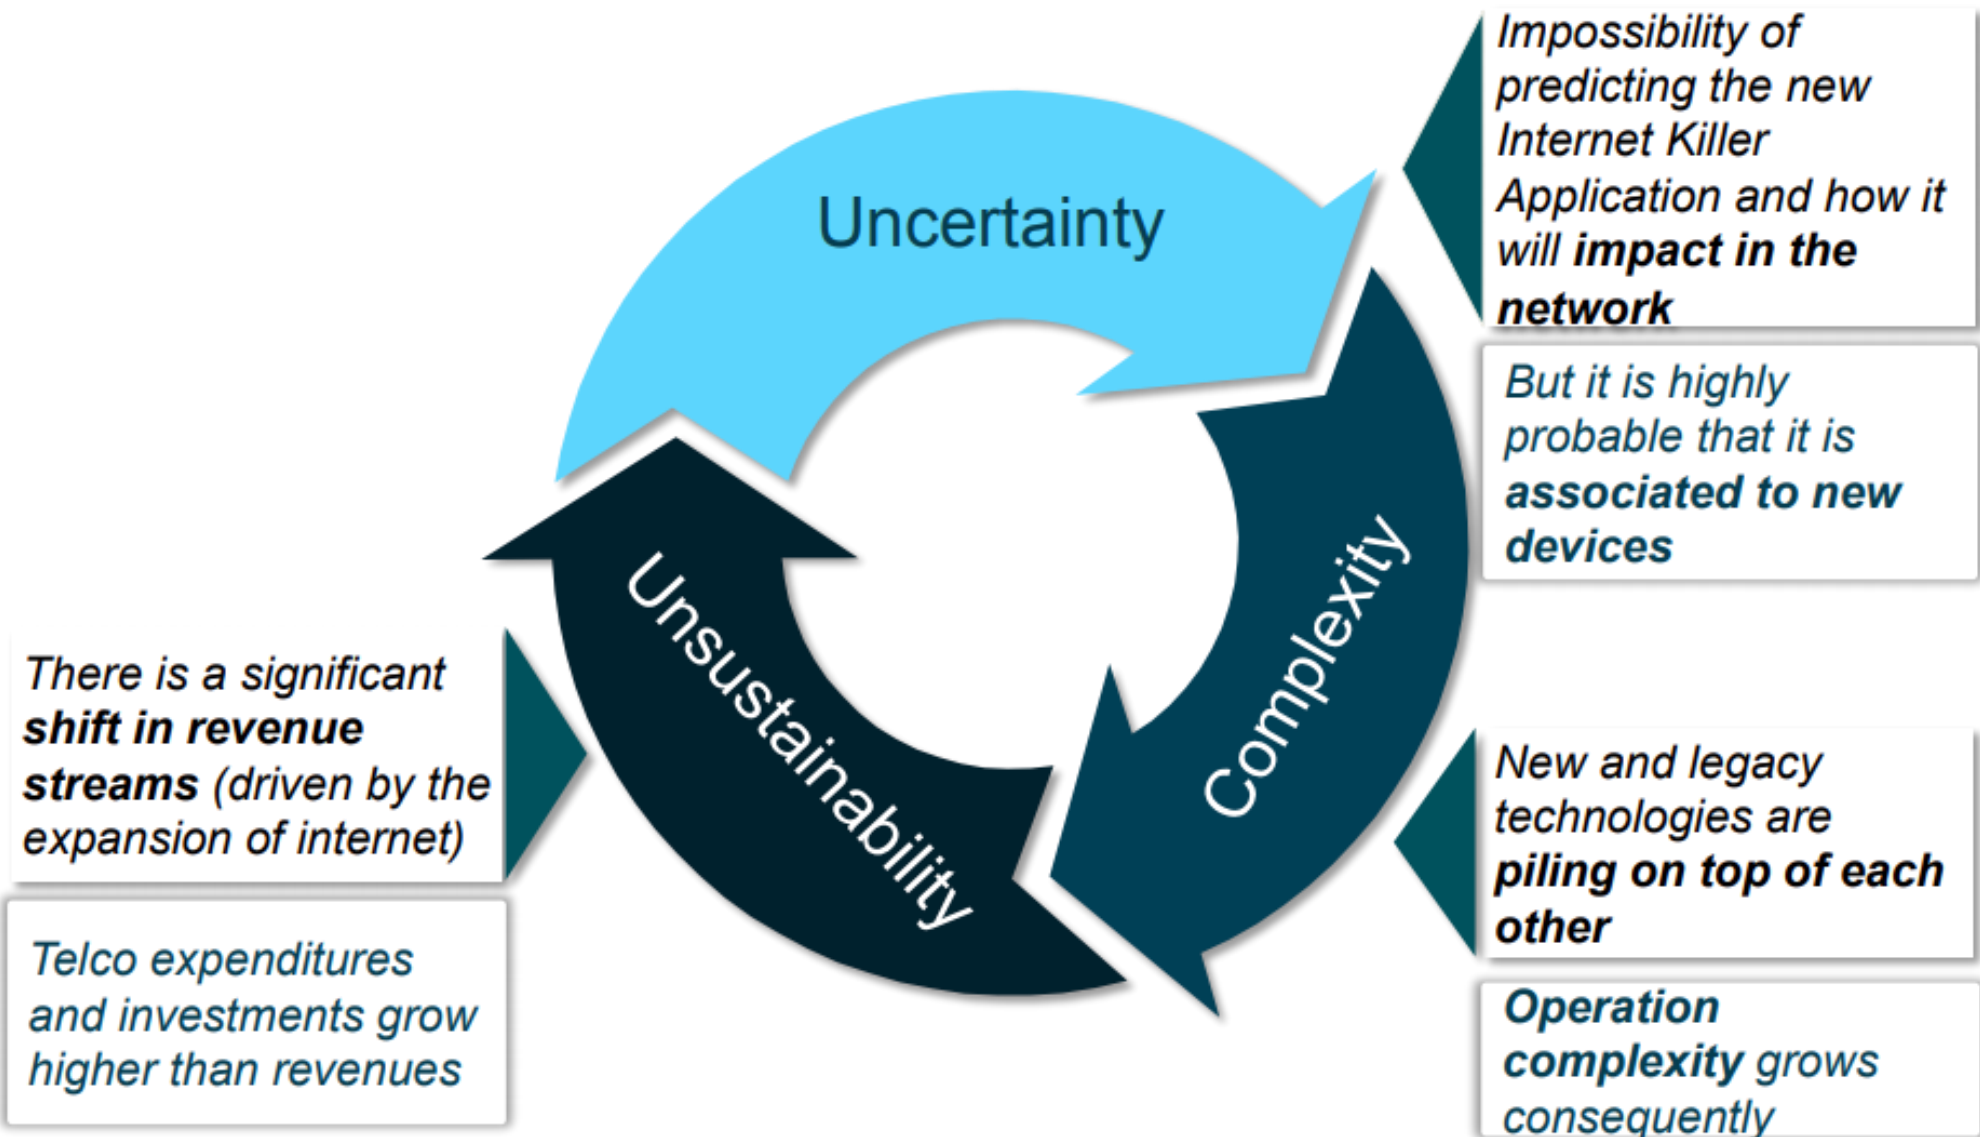 Uncertainty
Impossibility of
predicting the new
Internet Killer
Application and how it
will impact in the
network
But it is highly
probable that it is
associated to new
devices
Complexity
New and legacy
technologies are
piling on top of each
other
Operation
complexity grows
consequently
Unsustainability
There is a significant
shift in revenue
streams (driven by the
expansion of internet)
Telco expenditures
and investments grow
higher than revenues